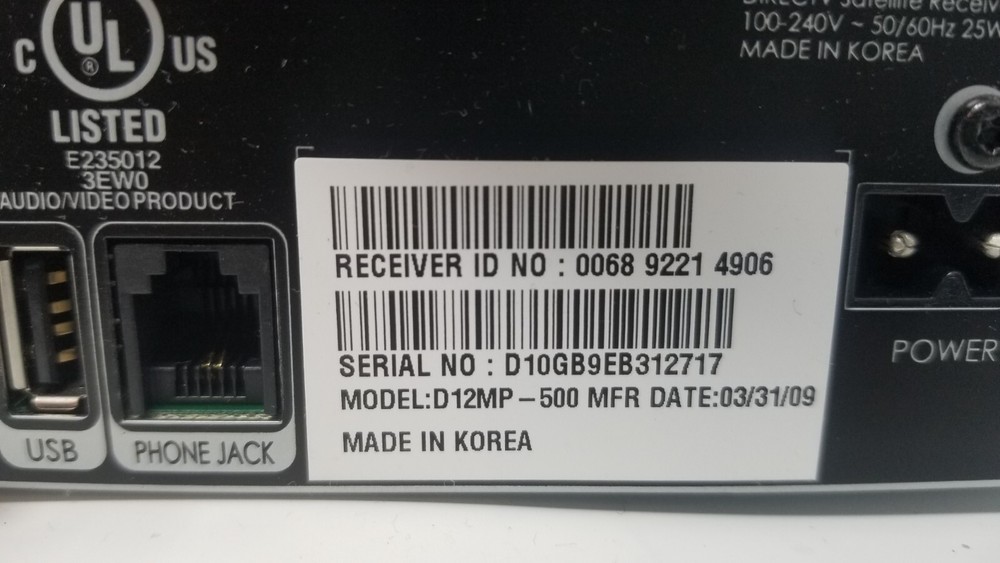 C UL ® US
LISTED
E235012
3EW0
AUDIO/VIDEO PRODUCT
USB
PHONE JACK
DIRECTV Satellite
100-240V ~ 50/60Hz 25W
MADE IN KOREA
RECEIVER ID NO : 0068 9221 4906
SERIAL NO : D10GB9EB312717
MODEL:D12MP-500 MFR DATE:03/31/09
MADE IN KOREA
POWER